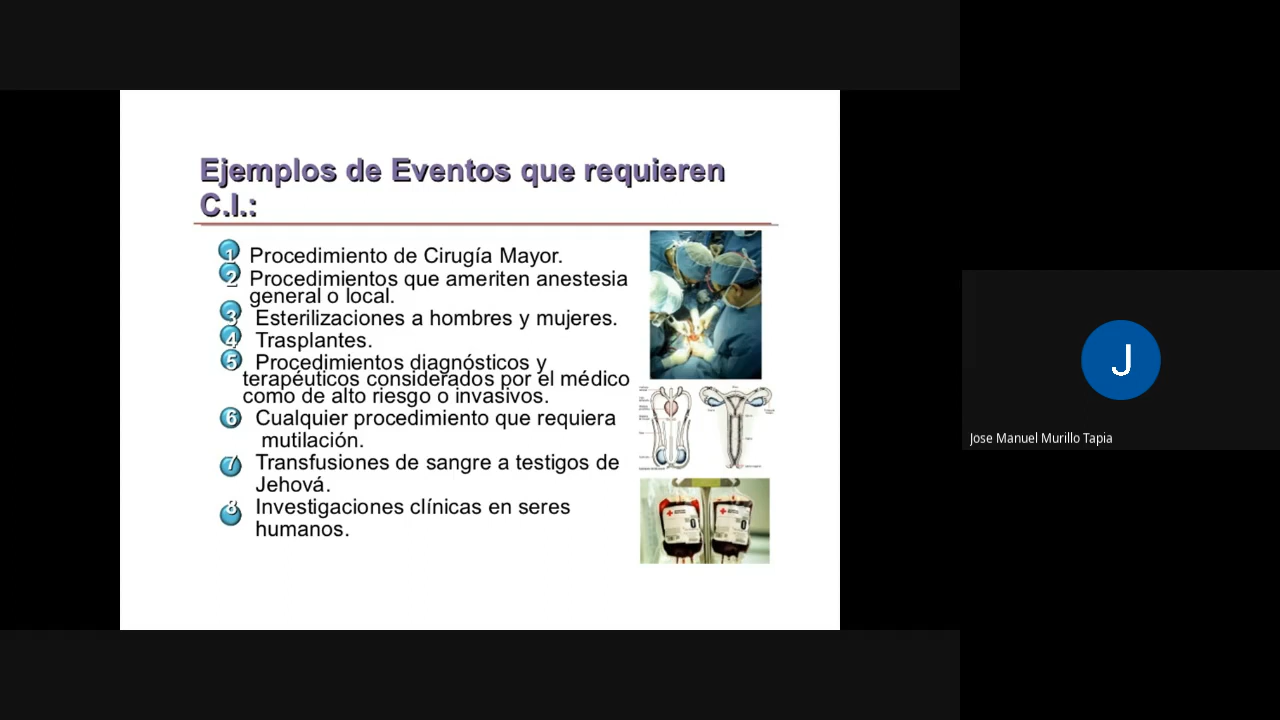 Ejemplos de Eventos que requieren
C.I.:
1 Procedimiento de Cirugía Mayor.
2 Procedimientos que ameriten anestesia
general o local.
3 Esterilizaciones a hombres y mujeres.
4 Trasplantes.
5 Procedimientos diagnósticos y
terapéuticos considerados por el médico
como de alto riesgo o invasivos.
6 Cualquier procedimiento que requiera
mutilación.
7 Transfusiones de sangre a testigos de
Jehová.
8 Investigaciones clínicas en seres
humanos.
J
Jose Manuel Murillo Tapia